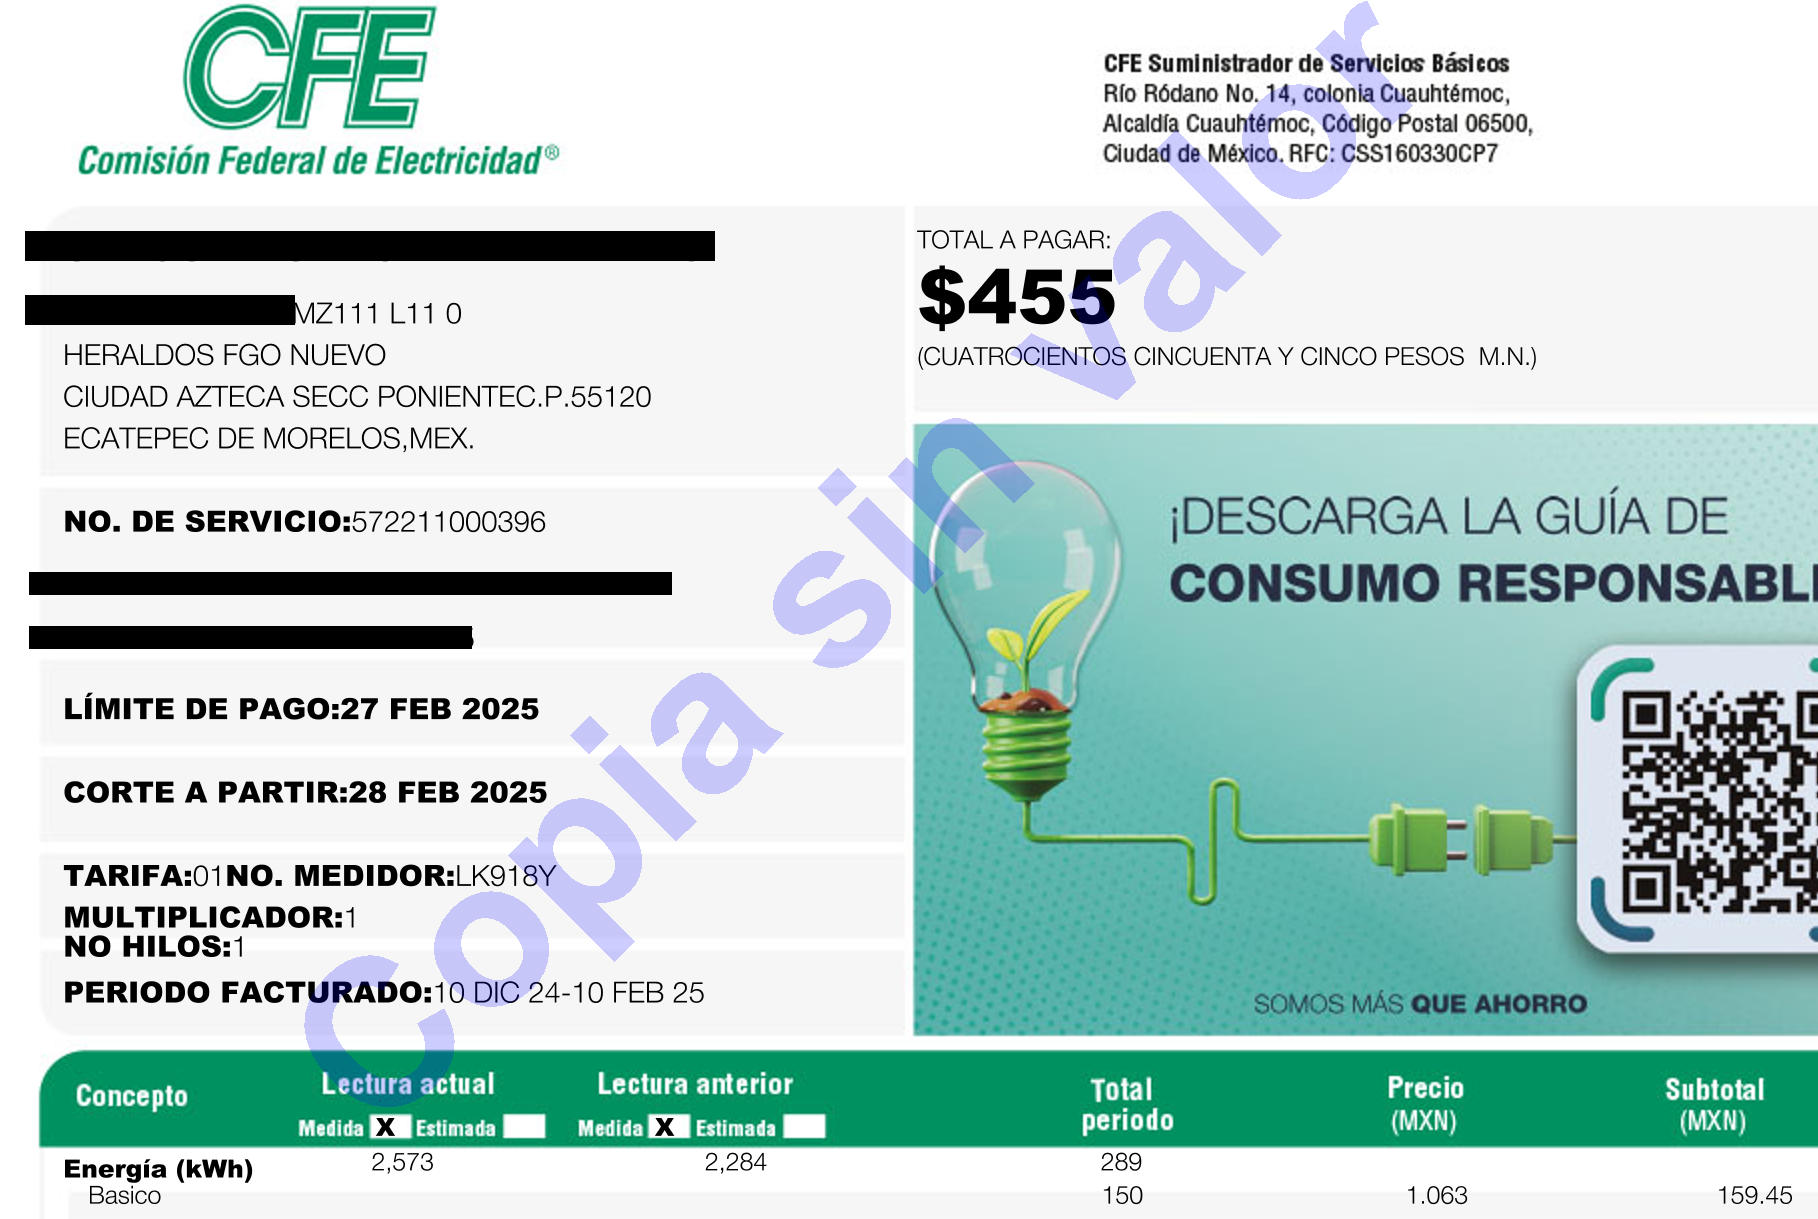 CFE
Comisión Federal de Electricidad®
CFE Suministrador de Servicios Básicos
Río Ródano No. 14, colonia Cuauhtémoc,
Alcaldía Cuauhtémoc, Código Postal 06500,
Ciudad de México. RFC: CSS160330CP7
MZ111 L11 0
HERALDOS FGO NUEVO
CIUDAD AZTECA SECC PONIENTEC.P.55120
ECATEPEC DE MORELOS,MEX.
TOTAL A PAGAR:
$455
(CUATROCIENTOS CINCUENTA Y CINCO PESOS M.N.)
NO. DE SERVICIO:572211000396
LÍMITE DE PAGO:27 FEB 2025
CORTE A PARTIR:28 FEB 2025
TARIFA:01NO. MEDIDOR:LK918Y
MULTIPLICADOR:1
NO HILOS:1
PERIODO FACTURADO:10 DIC 24-10 FEB 25
¡DESCARGA LA GUÍA DE
CONSUMO RESPONSABL
SOMOS MÁS QUE AHORRO
Copia sin valor
Concepto Lectura actual Lectura anterior Total periodo Precio (MXN) Subtotal (MXN)
Medida X Estimada Medida X Estimada
Energía (kWh) 2,573 2,284 289
Basico 150 1.063 159.45